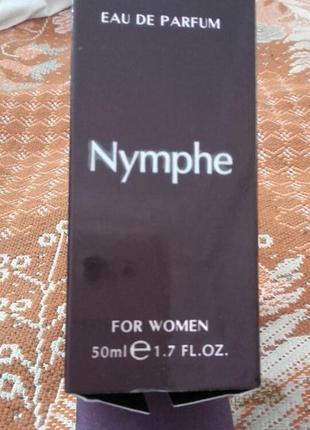 EAU DE PARFUM
Nymphe
FOR WOMEN
50ml℮1.7 FL.OZ.